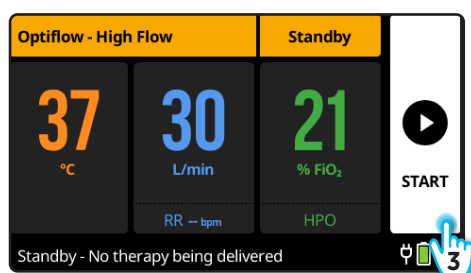 Optiflow - High Flow
Standby
37
°C
30
L/min
21
% FiO₂
START
RR -- bpm
HPO
Standby - No therapy being delivered
3